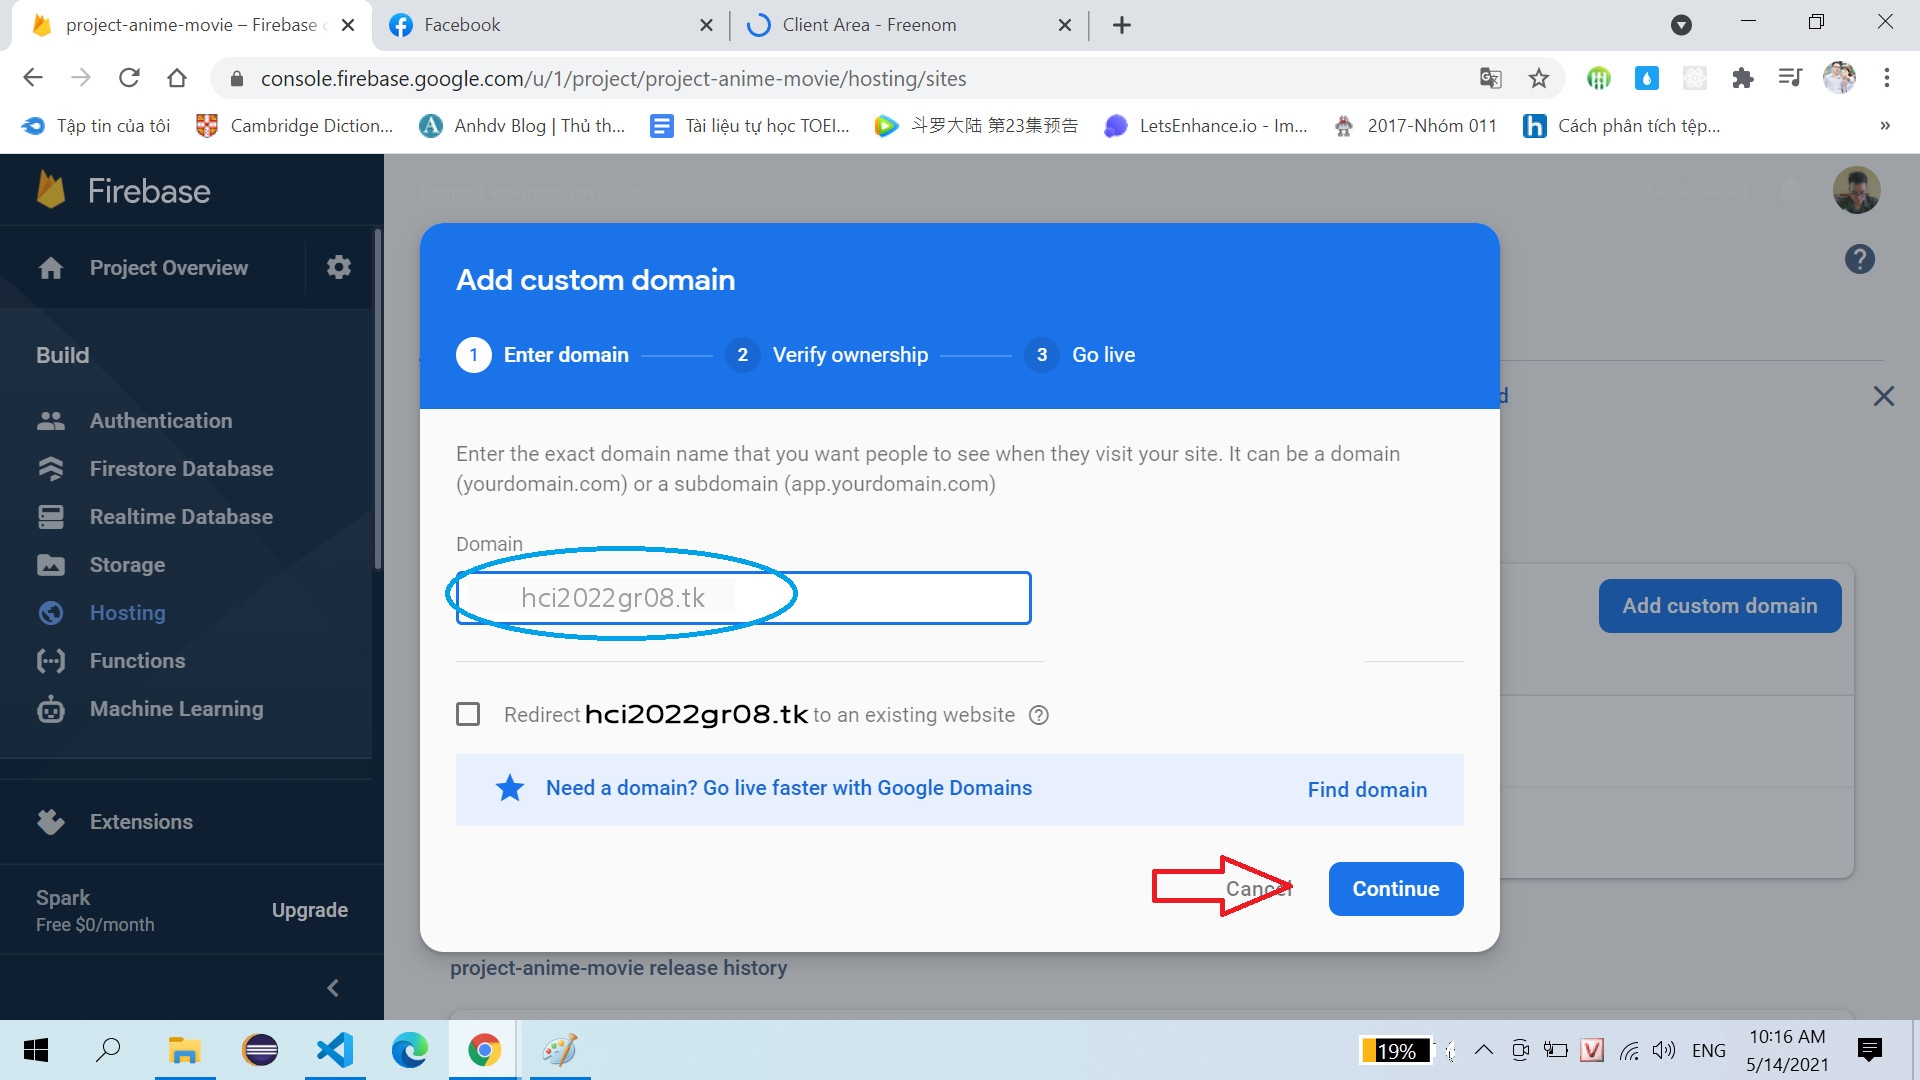 project-anime-movie – Firebase c
Facebook
Client Area - Freenom
console.firebase.google.com/u/1/project/project-anime-movie/hosting/sites
Tập tin của tôi
Cambridge Diction...
Anhdv Blog | Thủ th...
Tài liệu tự học TOEI...
斗罗大陆 第23集预告
LetsEnhance.io - Im...
2017-Nhóm 011
Cách phân tích tệp...
»
Firebase
project-anime-movie
Go to docs
Project Overview
Build
Authentication
Firestore Database
Realtime Database
Storage
Hosting
Functions
Machine Learning
Extensions
Spark
Free $0/month
Upgrade
Add custom domain
1 Enter domain
2 Verify ownership
3 Go live
Enter the exact domain name that you want people to see when they visit your site. It can be a domain
(yourdomain.com) or a subdomain (app.yourdomain.com)
Domain
hci2022gr08.tk
Redirect hci2022gr08.tk to an existing website
Need a domain? Go live faster with Google Domains
Find domain
Cancel
Continue
d
Add custom domain
project-anime-movie release history
19%
ENG
10:16 AM
5/14/2021